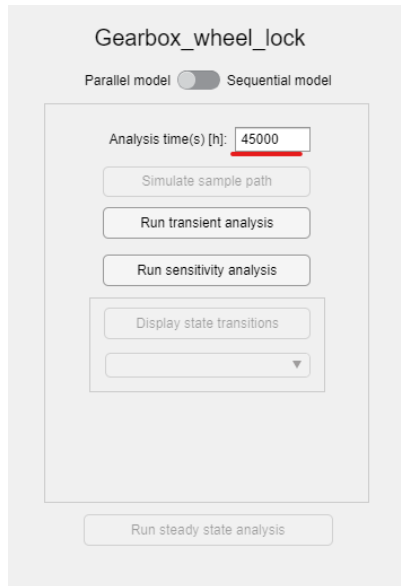 Gearbox_wheel_lock
Parallel model Sequential model
Analysis time(s) [h]: 45000
Simulate sample path
Run transient analysis
Run sensitivity analysis
Display state transitions
Run steady state analysis